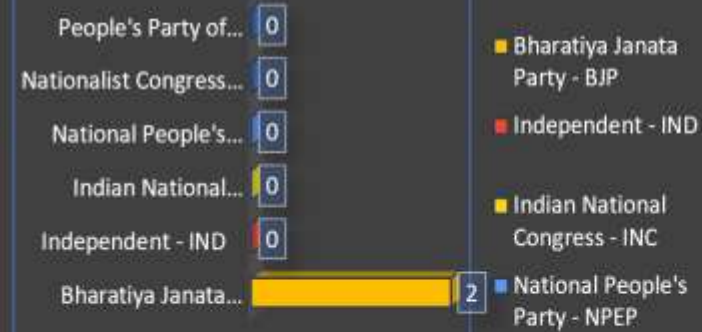 People's Party of... 0
Nationalist Congress... 0
National People's... 0
Indian National... 0
Independent - IND 0
Bharatiya Janata... 2
Bharatiya Janata
Party - BJP
Independent - IND
Indian National
Congress - INC
National People's
Party - NPEP